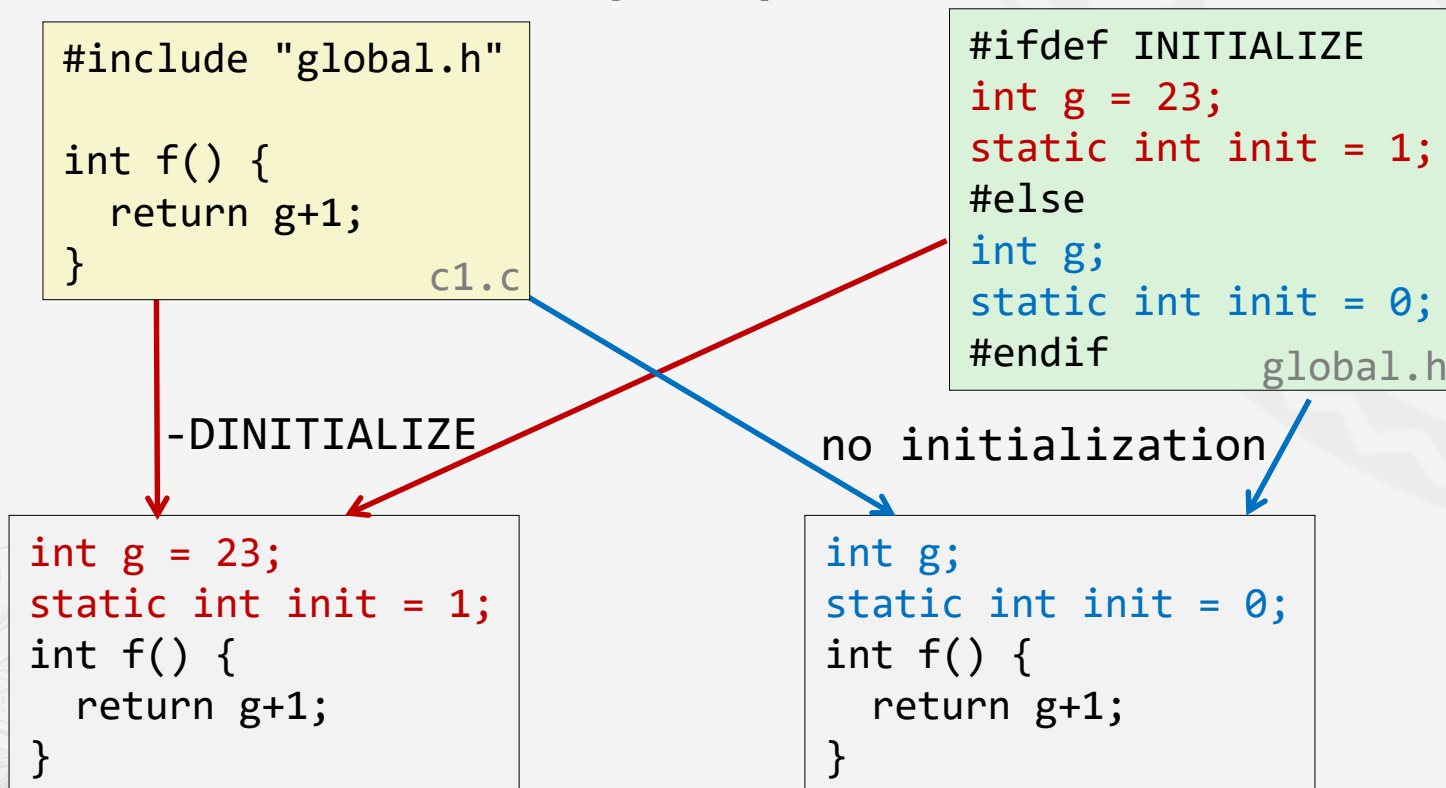 #include "global.h"
int f() {
  return g+1;
}
c1.c
#ifdef INITIALIZE
int g = 23;
static int init = 1;
#else
int g;
static int init = 0;
#endif
global.h
-DINITIALIZE
no initialization
int g = 23;
static int init = 1;
int f() {
  return g+1;
}
int g;
static int init = 0;
int f() {
  return g+1;
}